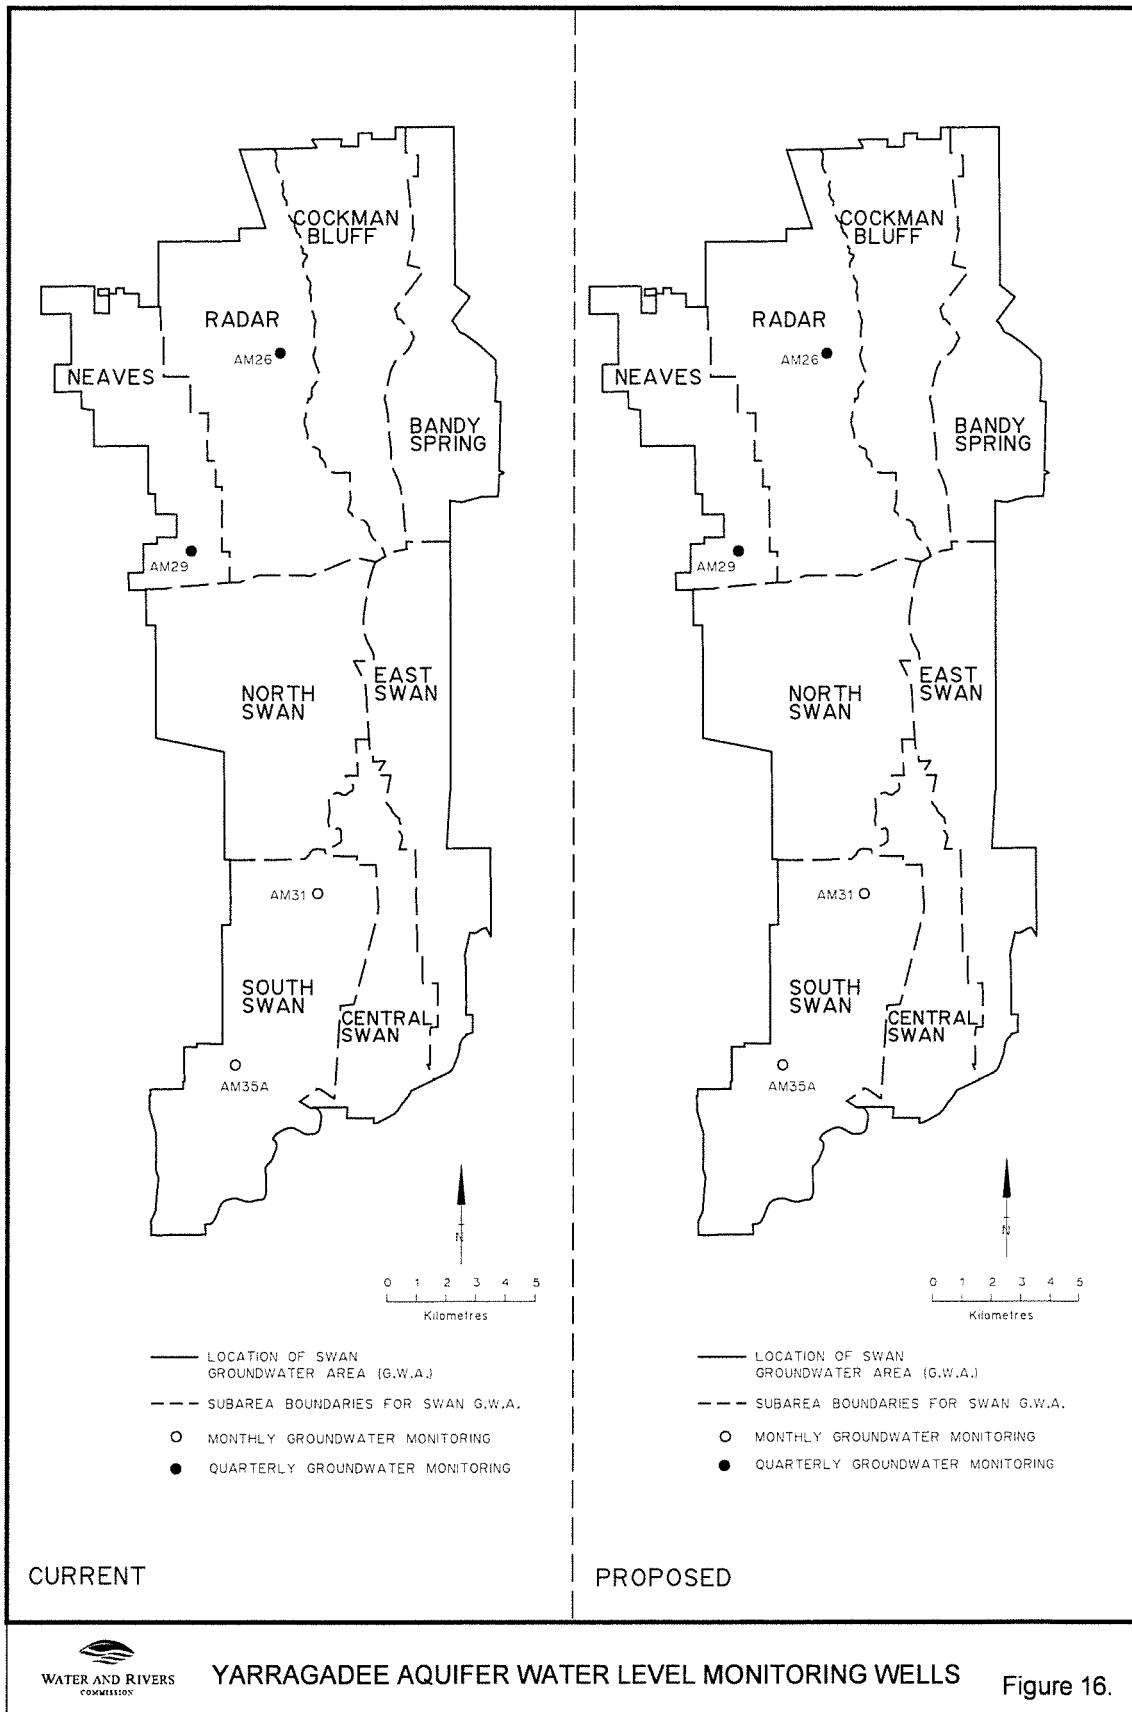 COCKMAN
BLUFF
RADAR
AM26
NEAVES
BANDY
SPRING
AM29
EAST
SWAN
NORTH
SWAN
AM31
SOUTH
SWAN
CENTRAL
SWAN
AM35A
N
0 1 2 3 4 5
Kilometres
LOCATION OF SWAN
GROUNDWATER AREA (G.W.A.)
SUBAREA BOUNDARIES FOR SWAN G.W.A.
MONTHLY GROUNDWATER MONITORING
QUARTERLY GROUNDWATER MONITORING
CURRENT
COCKMAN
BLUFF
RADAR
AM26
NEAVES
BANDY
SPRING
AM29
EAST
SWAN
NORTH
SWAN
AM31
SOUTH
SWAN
CENTRAL
SWAN
AM35A
N
0 1 2 3 4 5
Kilometres
LOCATION OF SWAN
GROUNDWATER AREA (G.W.A.)
SUBAREA BOUNDARIES FOR SWAN G.W.A.
MONTHLY GROUNDWATER MONITORING
QUARTERLY GROUNDWATER MONITORING
PROPOSED
WATER AND RIVERS
COMMISSION
YARRAGADEE AQUIFER WATER LEVEL MONITORING WELLS
Figure 16.